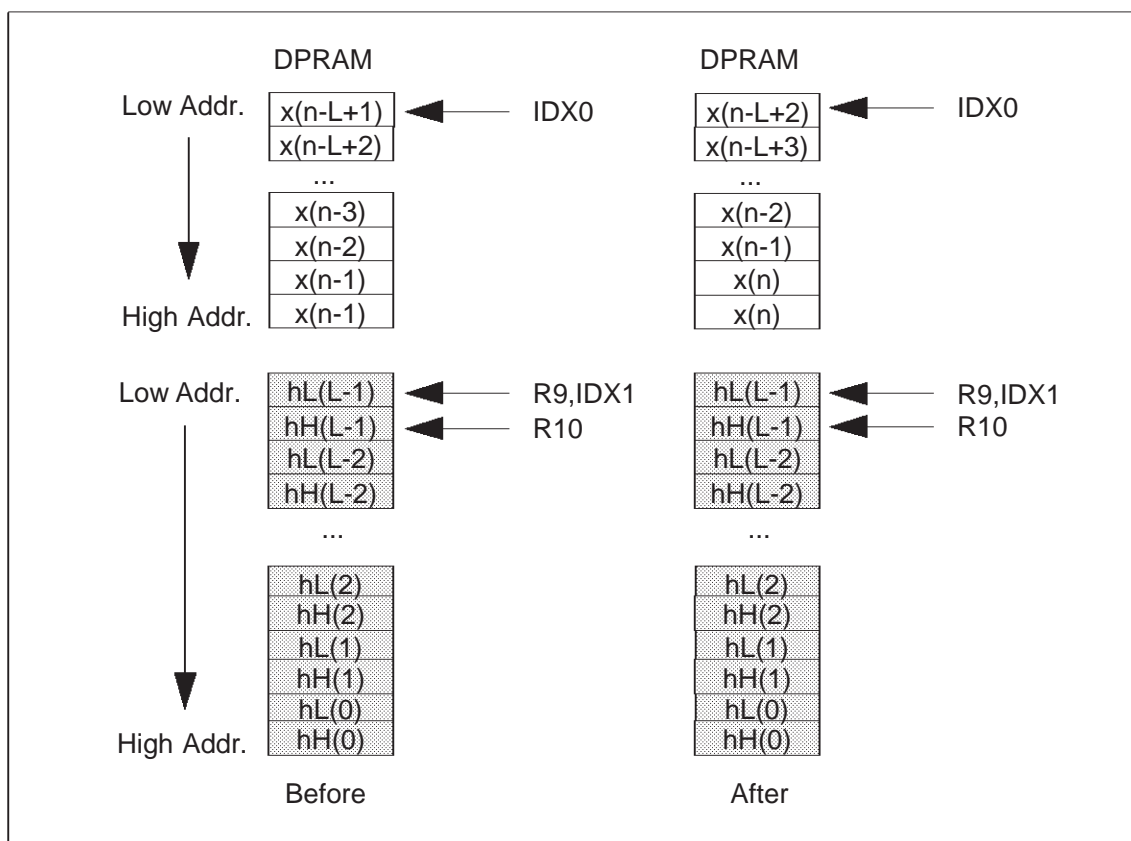 DPRAM DPRAM
Low Addr. x(n-L+1) IDX0 x(n-L+2) IDX0
x(n-L+2) x(n-L+3)
... ...
x(n-3) x(n-2)
x(n-2) x(n-1)
x(n-1) x(n)
High Addr. x(n-1) x(n)
Low Addr. hL(L-1) R9,IDX1 hL(L-1) R9,IDX1
hH(L-1) R10 hH(L-1) R10
hL(L-2) hL(L-2)
hH(L-2) hH(L-2)
... ...
hL(2) hL(2)
hH(2) hH(2)
hL(1) hL(1)
hH(1) hH(1)
hL(0) hL(0)
High Addr. hH(0) hH(0)
Before After